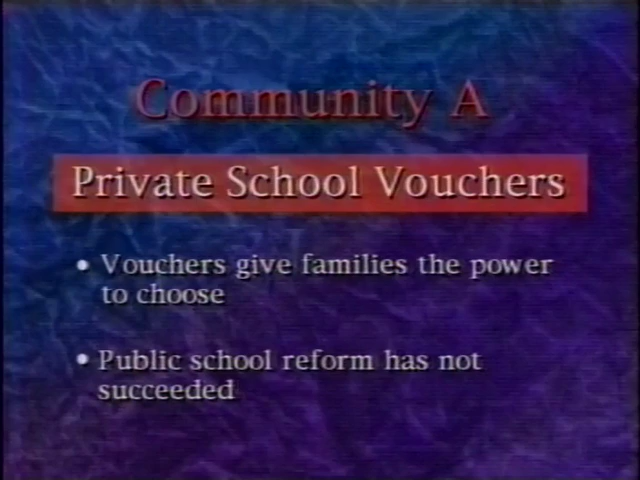 Community A
Private School Vouchers
• Vouchers give families the power
to choose
• Public school reform has not
succeeded